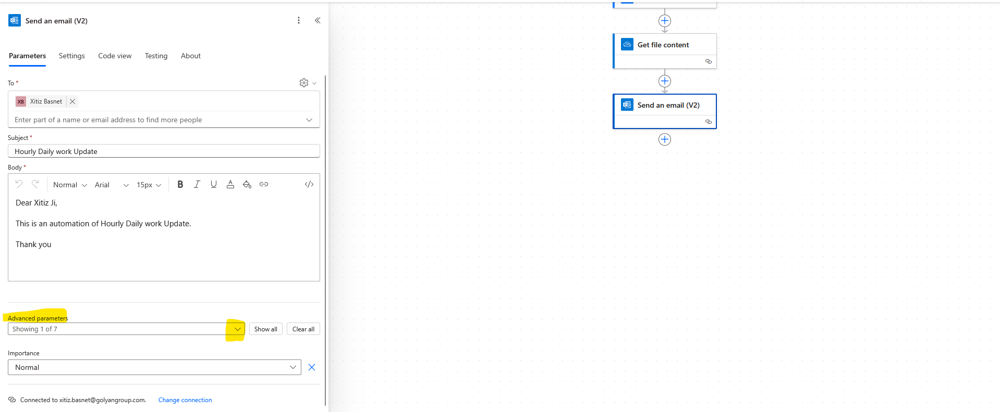 Send an email (V2)
Parameters Settings Code view Testing About
To *
XB Xitiz Basnet
Enter part of a name or email address to find more people
Subject *
Hourly Daily work Update
Body *
Normal Arial 15px B I U A </>
Dear Xitiz Ji,
This is an automation of Hourly Daily work Update.
Thank you
Advanced parameters
Showing 1 of 7 Show all Clear all
Importance
Normal
Connected to xitiz.basnet@golyangroup.com. Change connection
Get file content
Send an email (V2)